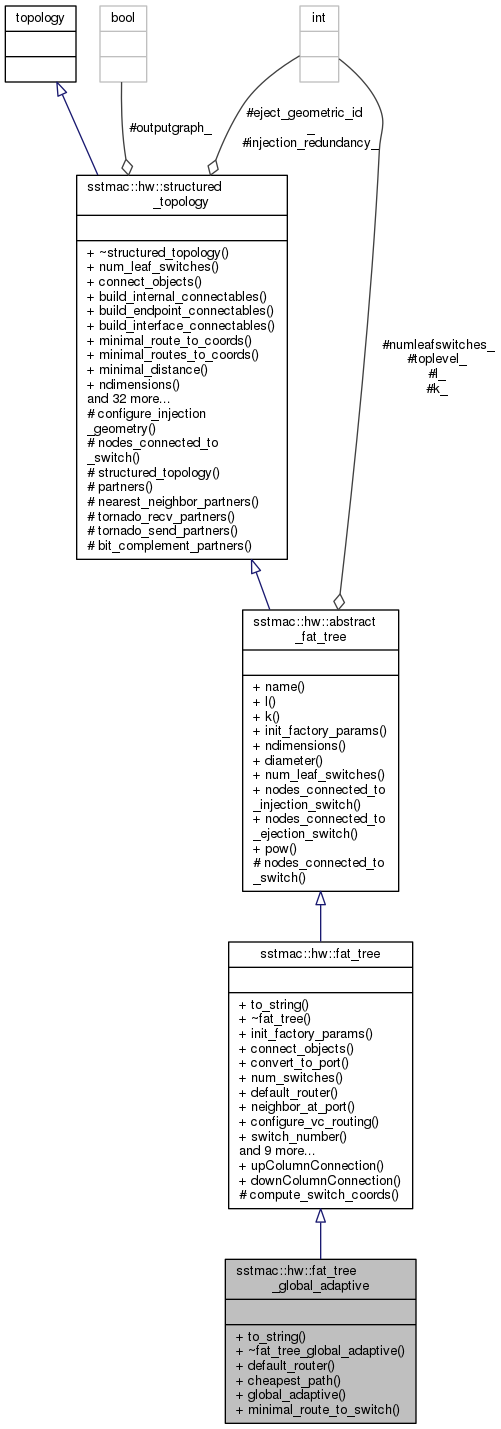 topology
bool
int
#outputgraph_
#eject_geometric_id
_
#injection_redundancy_
sstmac::hw::structured
_topology
+ ~structured_topology()
+ num_leaf_switches()
+ connect_objects()
+ build_internal_connectables()
+ build_endpoint_connectables()
+ build_interface_connectables()
+ minimal_route_to_coords()
+ minimal_routes_to_coords()
+ minimal_distance()
+ ndimensions()
and 32 more...
# configure_injection
_geometry()
# nodes_connected_to
_switch()
# structured_topology()
# partners()
# nearest_neighbor_partners()
# tornado_recv_partners()
# tornado_send_partners()
# bit_complement_partners()
#numleafswitches_
#toplevel_
#l_
#k_
sstmac::hw::abstract
_fat_tree
+ name()
+ l()
+ k()
+ init_factory_params()
+ ndimensions()
+ diameter()
+ num_leaf_switches()
+ nodes_connected_to
_injection_switch()
+ nodes_connected_to
_ejection_switch()
+ pow()
# nodes_connected_to
_switch()
sstmac::hw::fat_tree
+ to_string()
+ ~fat_tree()
+ init_factory_params()
+ connect_objects()
+ convert_to_port()
+ num_switches()
+ default_router()
+ neighbor_at_port()
+ configure_vc_routing()
+ switch_number()
and 9 more...
+ upColumnConnection()
+ downColumnConnection()
# compute_switch_coords()
sstmac::hw::fat_tree
_global_adaptive
+ to_string()
+ ~fat_tree_global_adaptive()
+ default_router()
+ cheapest_path()
+ global_adaptive()
+ minimal_route_to_switch()